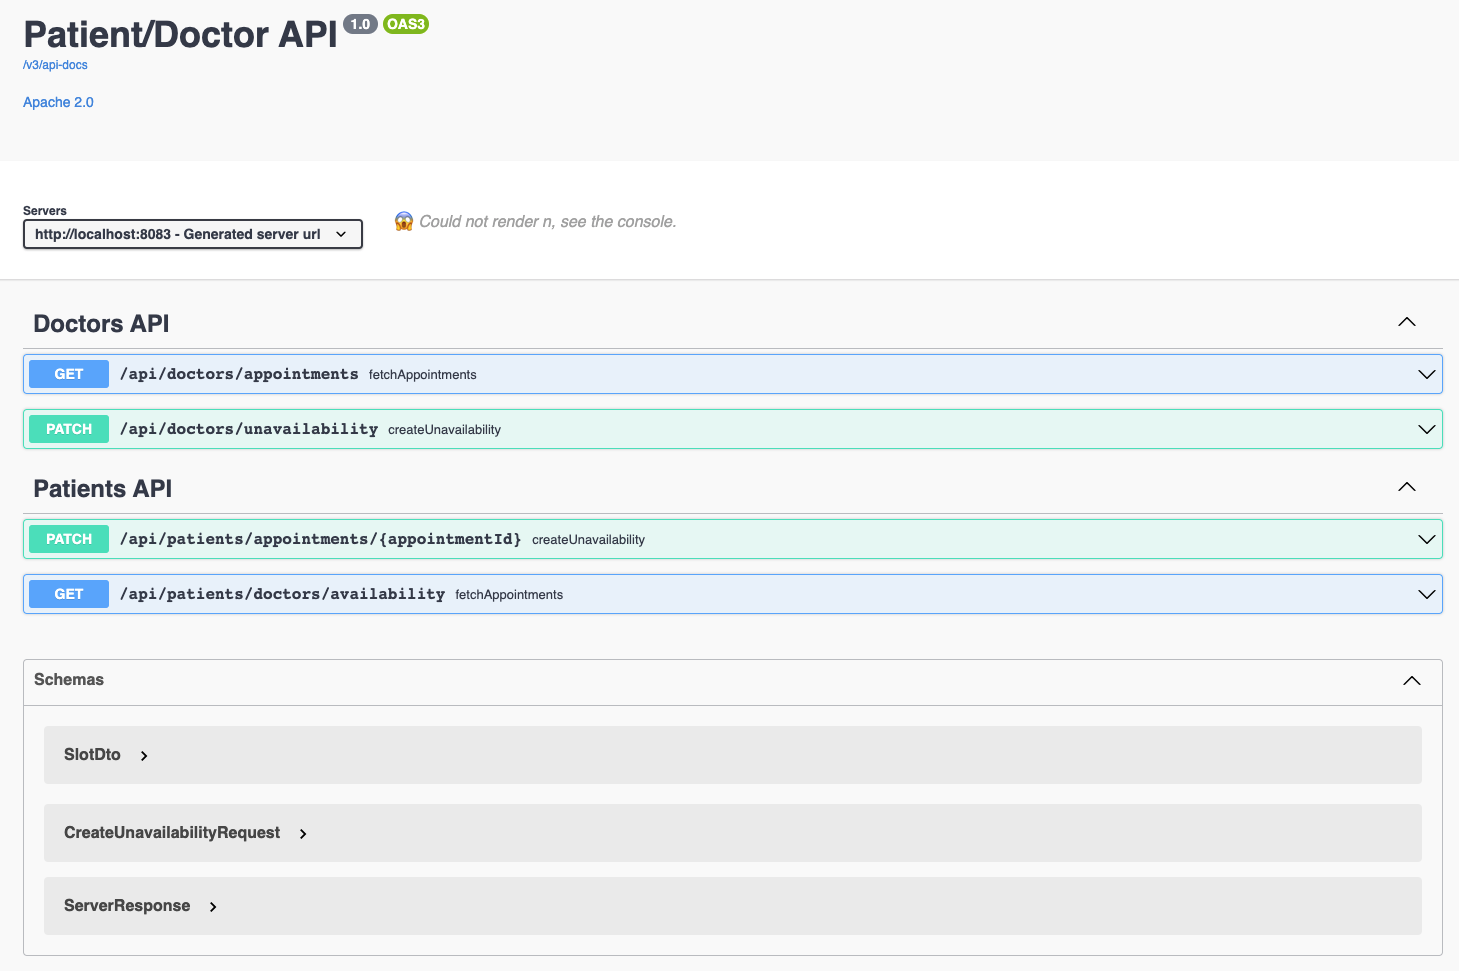 Patient/Doctor API 1.0 OAS3
/v3/api-docs
Apache 2.0
Servers
http://localhost:8083 - Generated server url
😱 Could not render n, see the console.
Doctors API
GET /api/doctors/appointments fetchAppointments
PATCH /api/doctors/unavailability createUnavailability
Patients API
PATCH /api/patients/appointments/{appointmentId} createUnavailability
GET /api/patients/doctors/availability fetchAppointments
Schemas
SlotDto
CreateUnavailabilityRequest
ServerResponse